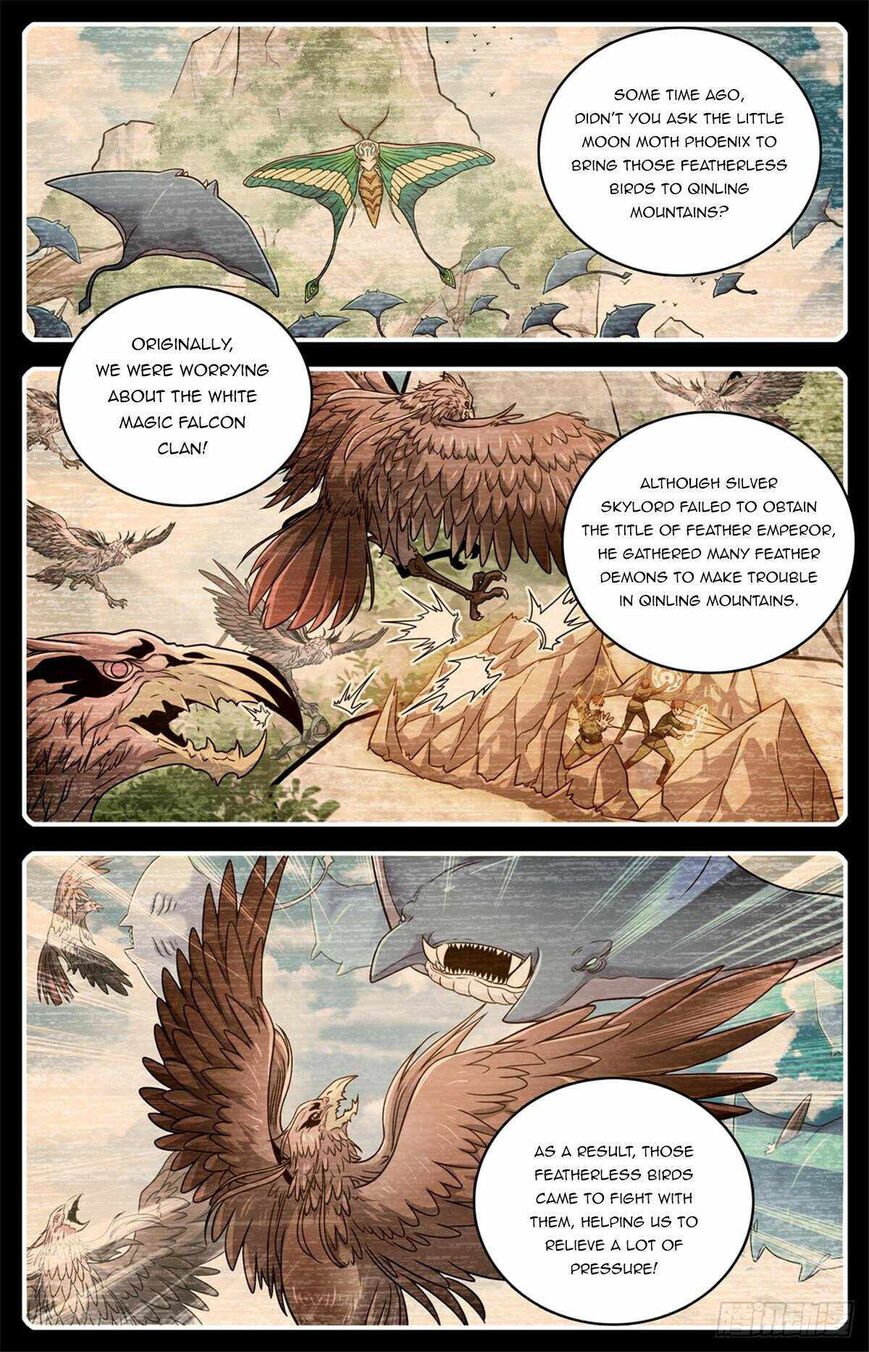 SOME TIME AGO,
DIDN'T YOU ASK THE LITTLE
MOON MOTH PHOENIX TO
BRING THOSE FEATHERLESS
BIRDS TO QINLING
MOUNTAINS?
ORIGINALLY,
WE WERE WORRYING
ABOUT THE WHITE
MAGIC FALCON
CLAN!
ALTHOUGH SILVER
SKYLORD FAILED TO OBTAIN
THE TITLE OF FEATHER EMPEROR,
HE GATHERED MANY FEATHER
DEMONS TO MAKE TROUBLE
IN QINLING MOUNTAINS.
AS A RESULT, THOSE
FEATHERLESS BIRDS
CAME TO FIGHT WITH
THEM, HELPING US TO
RELIEVE A LOT OF
PRESSURE!